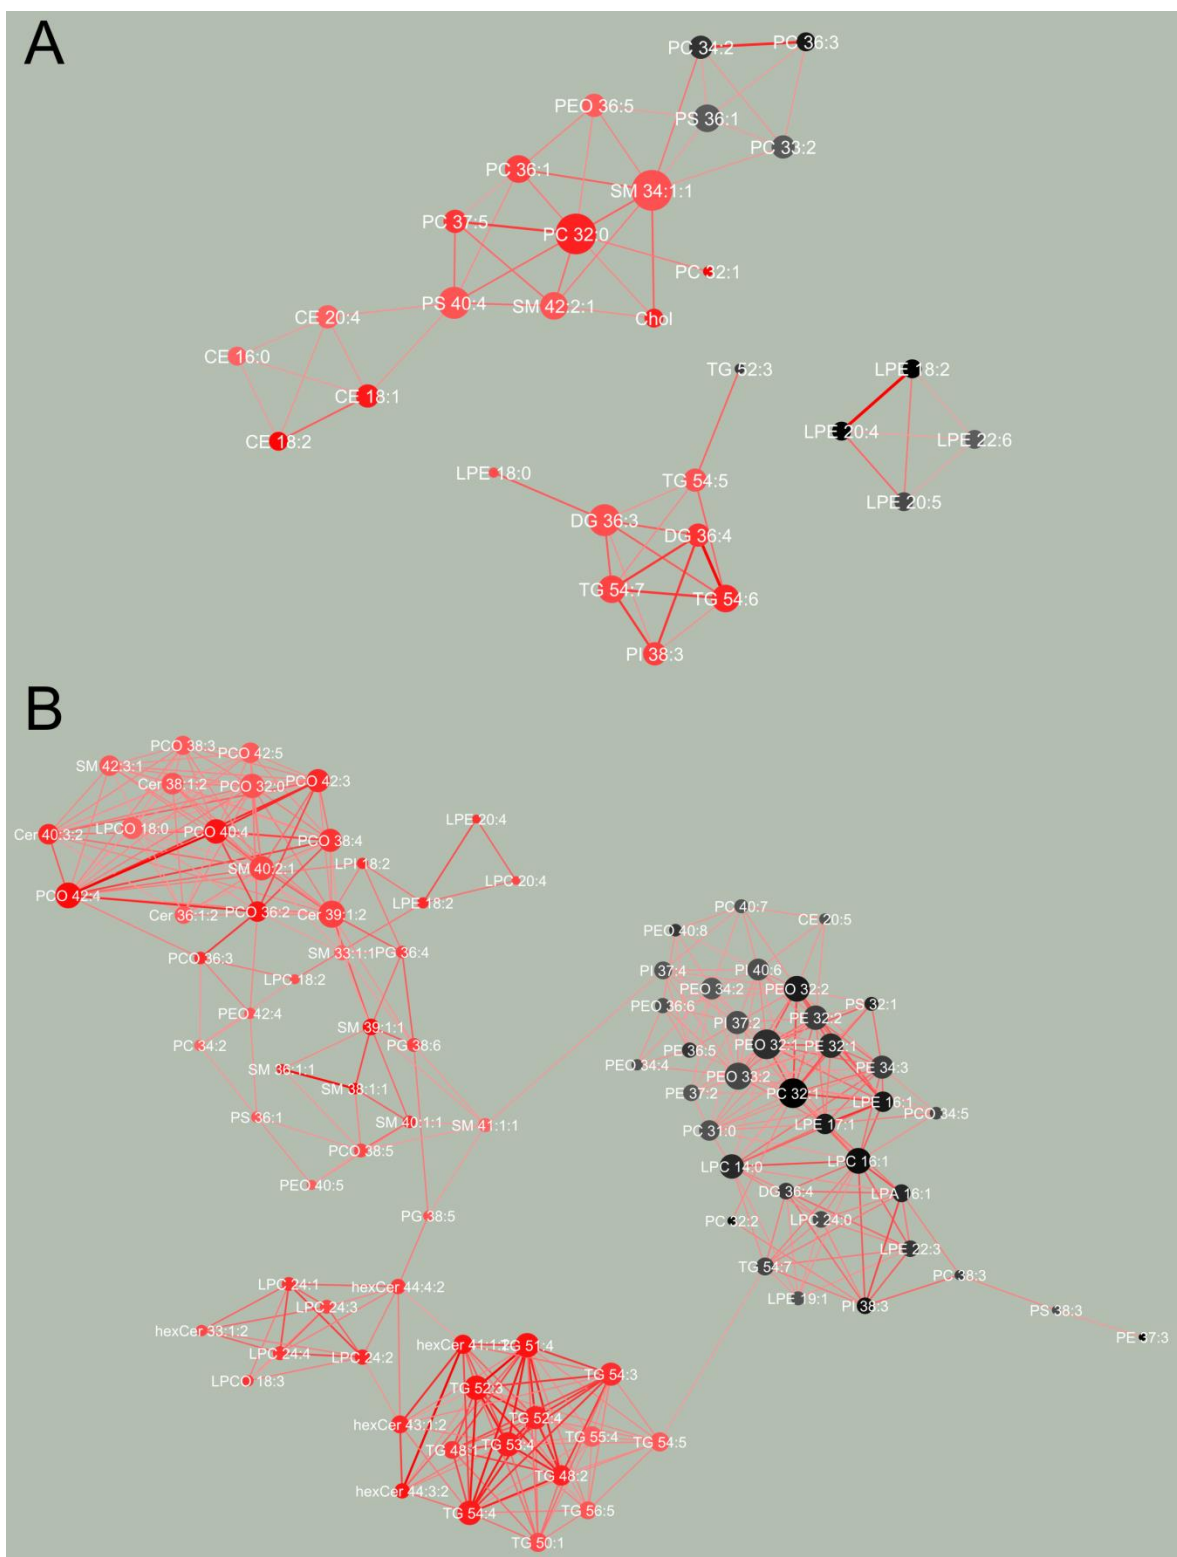 A
PC 34:2
PC 36:3
PEO 36:5
PS 36:1
PC 33:2
PC 36:1
SM 34:1:1
PC 37:5
PC 32:0
PC 32:1
PS 40:4
SM 42:2:1
Chol
CE 20:4
CE 16:0
CE 18:1
CE 18:2
TG 52:3
LPE 18:2
LPE 20:4
LPE 22:6
LPE 20:5
LPE 18:0
TG 54:5
DG 36:3
DG 36:4
TG 54:7
TG 54:6
PI 38:3
B
PCO 38:3
PCO 42:5
SM 42:3:1
Cer 38:1:2
PCO 32:0
PCO 42:3
Cer 40:3:2
LPCO 18:0
PCO 40:4
PCO 38:4
SM 40:2:1
LPI 18:2
PCO 42:4
Cer 36:1:2
PCO 36:2
Cer 39:1:2
LPE 20:4
LPC 20:4
LPE 18:2
PCO 36:3
SM 33:1:1
PG 36:4
LPC 18:2
PEO 42:4
SM 39:1:1
PC 34:2
PG 38:6
SM 36:1:1
SM 38:1:1
PS 36:1
SM 40:1:1
SM 41:1:1
PCO 38:5
PEO 40:5
PG 38:5
PC 40:7
CE 20:5
PEO 40:8
PI 37:4
PI 40:6
PEO 34:2
PEO 32:2
PEO 36:6
PS 32:1
PI 37:2
PE 32:2
PE 36:5
PEO 32:1
PE 32:1
PEO 34:4
PEO 33:2
PE 34:3
PE 37:2
PC 32:1
LPE 16:1
PCO 34:5
PC 31:0
LPE 17:1
LPC 14:0
LPC 16:1
DG 36:4
LPA 16:1
PC 32:2
LPC 24:0
LPE 22:3
TG 54:7
PC 38:3
LPE 19:1
PI 38:3
PS 38:3
PE 37:3
LPC 24:1
hexCer 44:4:2
LPC 24:3
hexCer 33:1:2
LPC 24:4
LPC 24:2
LPCO 18:3
hexCer 41:1:2
TG 51:4
TG 52:3
TG 54:3
hexCer 43:1:2
TG 52:4
TG 48:1
TG 53:4
TG 55:4
TG 54:5
TG 48:2
hexCer 44:3:2
TG 54:4
TG 56:5
TG 50:1